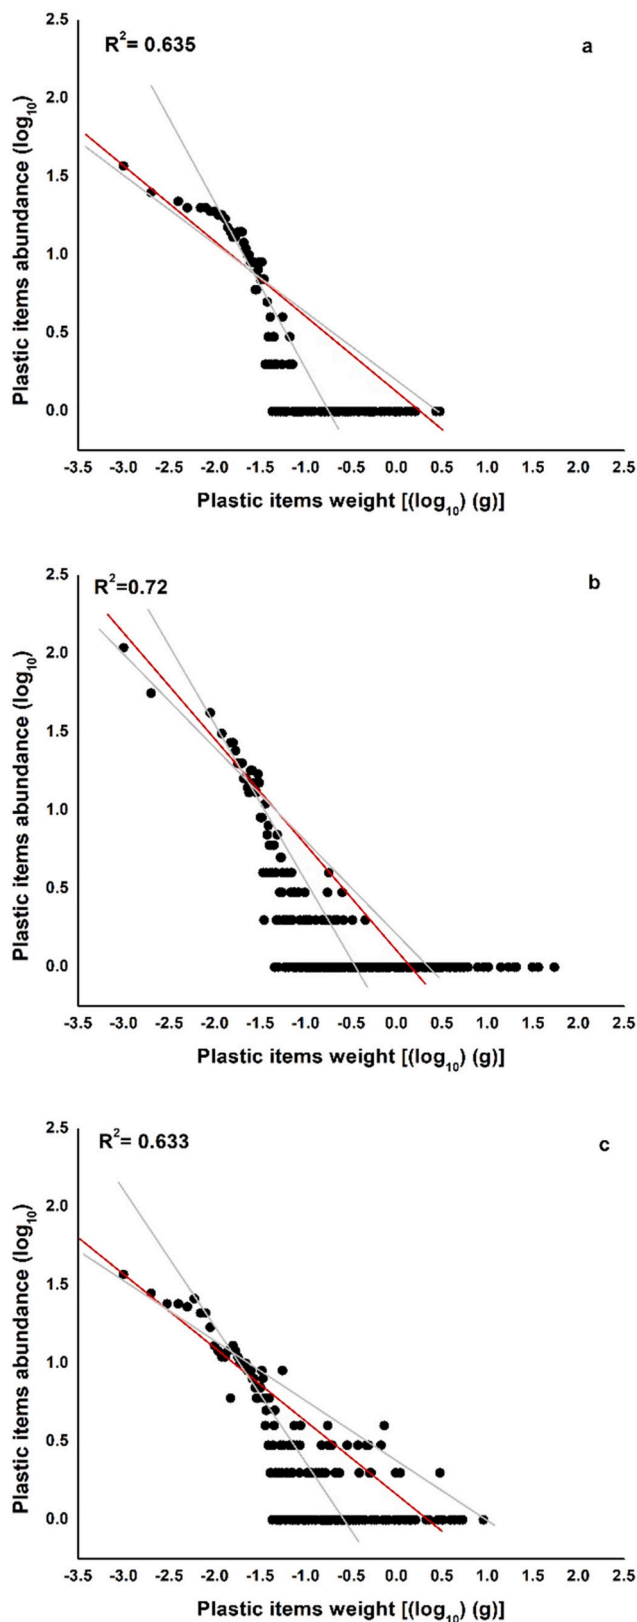 R²= 0.635
a
Plastic items abundance (log₁₀)
2.5
2.0
1.5
1.0
0.5
0.0
-3.5 -3.0 -2.5 -2.0 -1.5 -1.0 -0.5 0.0 0.5 1.0 1.5 2.0 2.5
Plastic items weight [(log₁₀) (g)]
R²=0.72
b
Plastic items abundance (log₁₀)
2.5
2.0
1.5
1.0
0.5
0.0
-3.5 -3.0 -2.5 -2.0 -1.5 -1.0 -0.5 0.0 0.5 1.0 1.5 2.0 2.5
Plastic items weight [(log₁₀) (g)]
R²= 0.633
c
Plastic items abundance (log₁₀)
2.5
2.0
1.5
1.0
0.5
0.0
-3.5 -3.0 -2.5 -2.0 -1.5 -1.0 -0.5 0.0 0.5 1.0 1.5 2.0 2.5
Plastic items weight [(log₁₀) (g)]